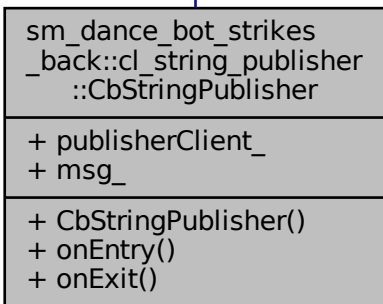 sm_dance_bot_strikes
_back::cl_string_publisher
::CbStringPublisher
+ publisherClient_
+ msg_
+ CbStringPublisher()
+ onEntry()
+ onExit()